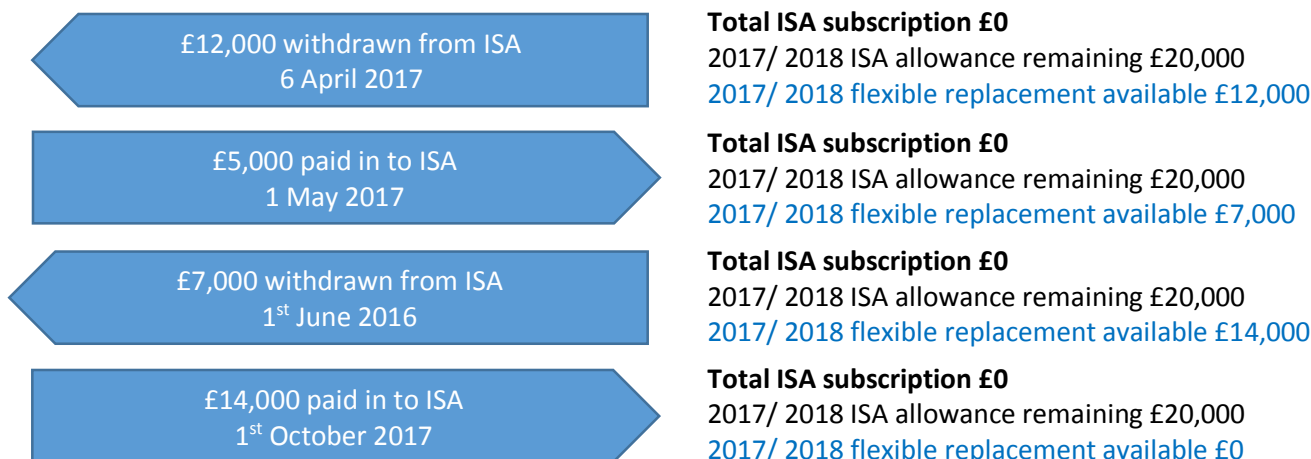 £12,000 withdrawn from ISA
6 April 2017
Total ISA subscription £0
2017/ 2018 ISA allowance remaining £20,000
2017/ 2018 flexible replacement available £12,000
£5,000 paid in to ISA
1 May 2017
Total ISA subscription £0
2017/ 2018 ISA allowance remaining £20,000
2017/ 2018 flexible replacement available £7,000
£7,000 withdrawn from ISA
1st June 2016
Total ISA subscription £0
2017/ 2018 ISA allowance remaining £20,000
2017/ 2018 flexible replacement available £14,000
£14,000 paid in to ISA
1st October 2017
Total ISA subscription £0
2017/ 2018 ISA allowance remaining £20,000
2017/ 2018 flexible replacement available £0